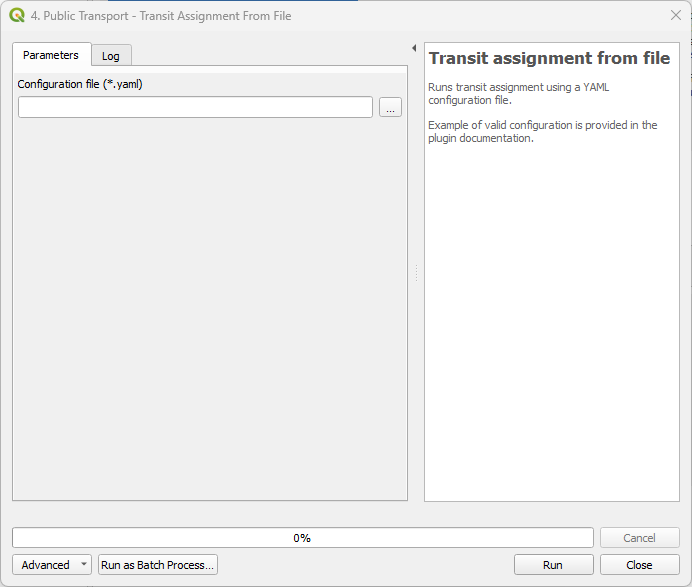 4. Public Transport - Transit Assignment From File
Parameters
Log
Configuration file (*.yaml)
...
Transit assignment from file
Runs transit assignment using a YAML
configuration file.
Example of valid configuration is provided in the
plugin documentation.
0%
Cancel
Advanced
Run as Batch Process...
Run
Close